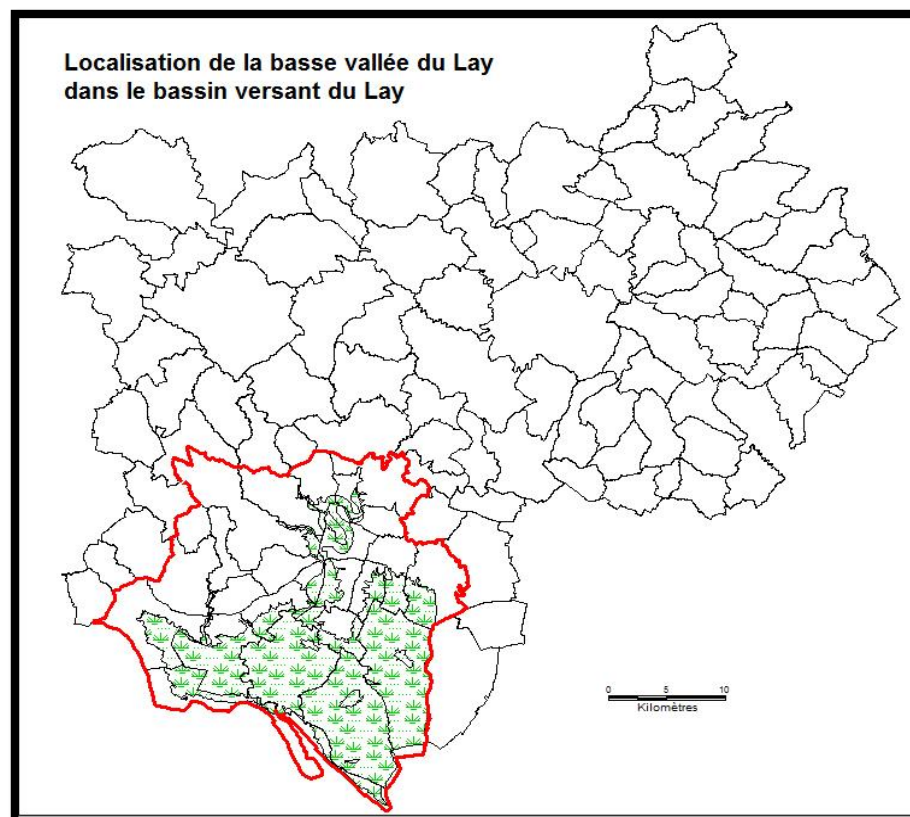 Localisation de la basse vallée du Lay
dans le bassin versant du Lay
0 5 10
Kilomètres